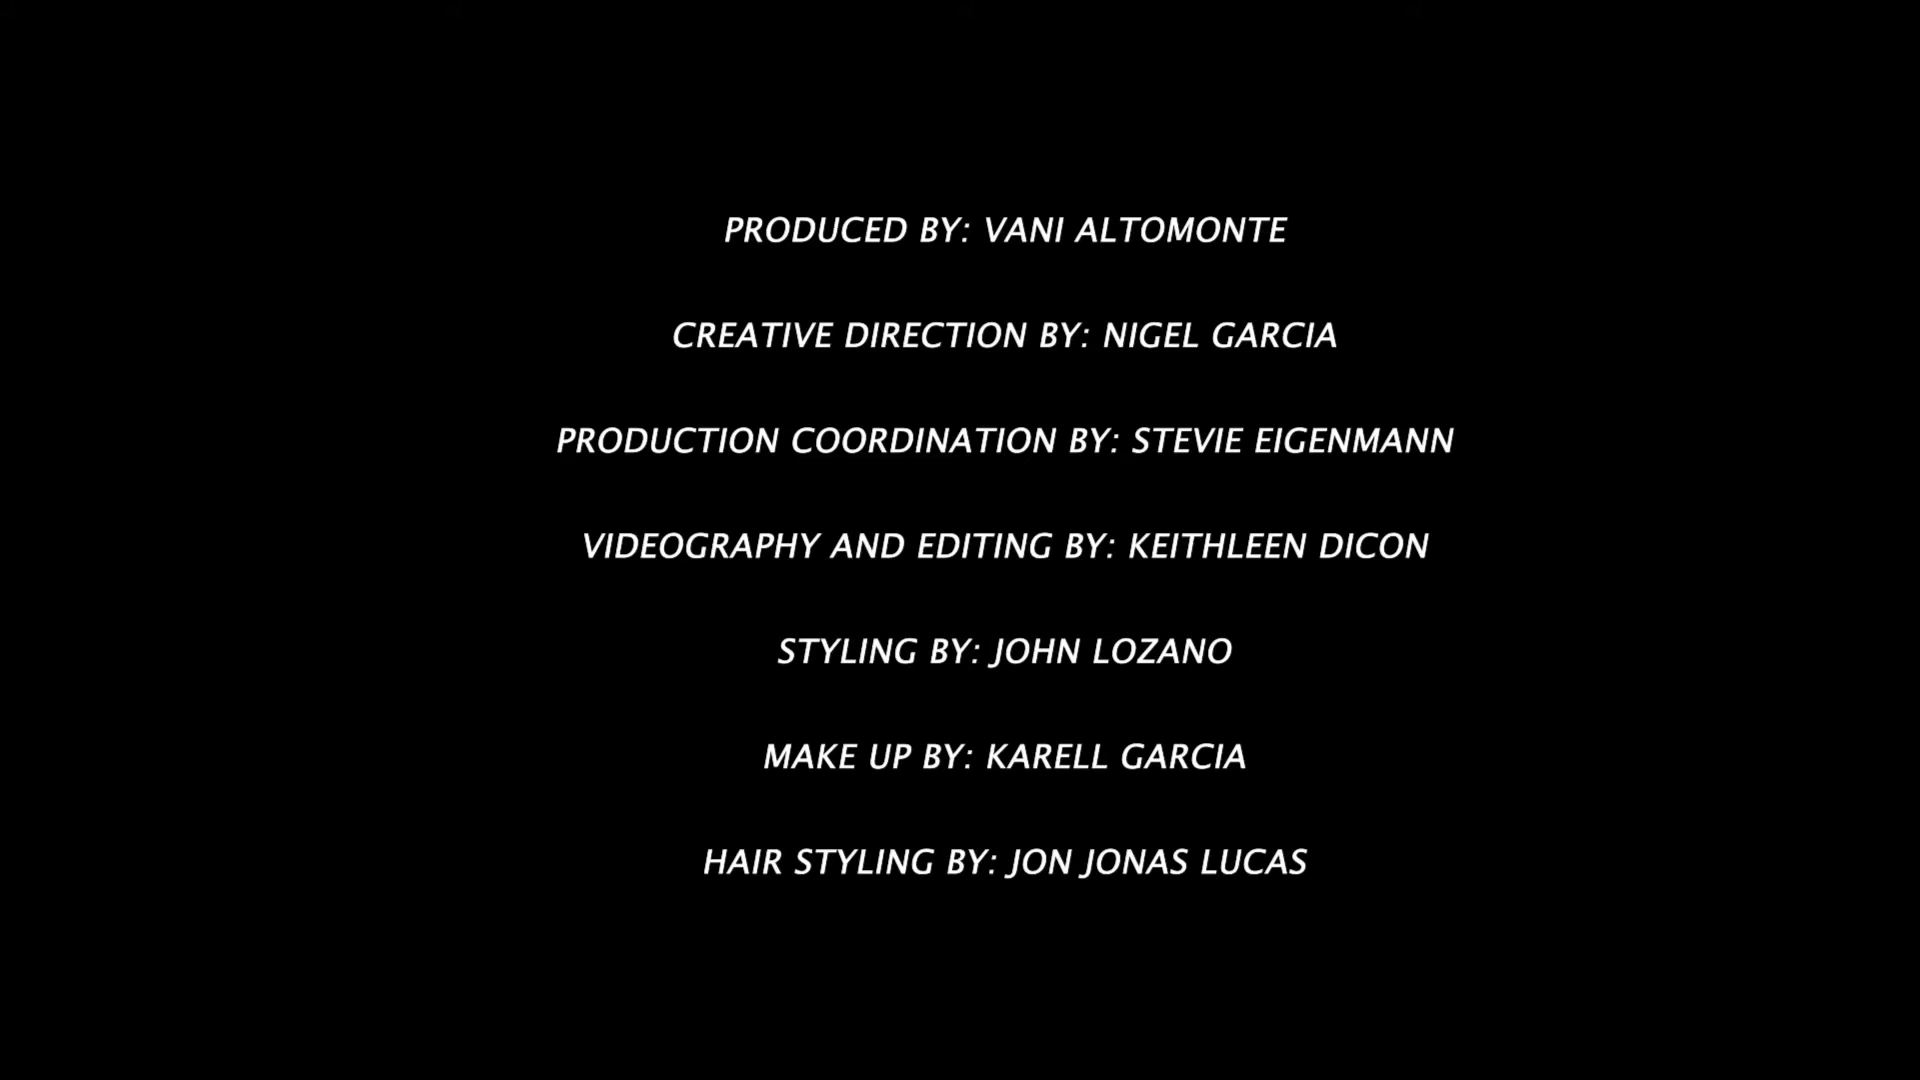 PRODUCED BY: VANI ALTOMONTE
CREATIVE DIRECTION BY: NIGEL GARCIA
PRODUCTION COORDINATION BY: STEVIE EIGENMANN
VIDEOGRAPHY AND EDITING BY: KEITHLEEN DICON
STYLING BY: JOHN LOZANO
MAKE UP BY: KARELL GARCIA
HAIR STYLING BY: JON JONAS LUCAS